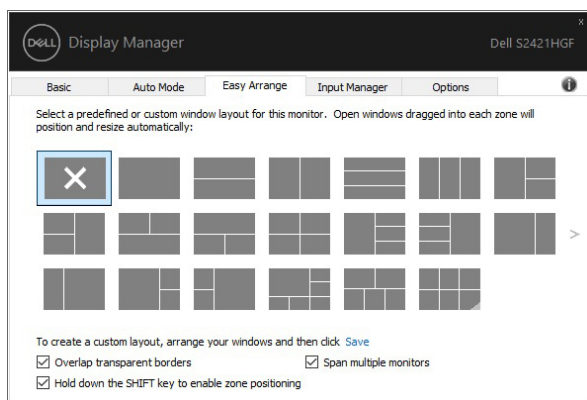 DELL Display Manager Dell S2421HGF
Basic Auto Mode Easy Arrange Input Manager Options
Select a predefined or custom window layout for this monitor. Open windows dragged into each zone will
position and resize automatically:
To create a custom layout, arrange your windows and then click Save
Overlap transparent borders Span multiple monitors
Hold down the SHIFT key to enable zone positioning